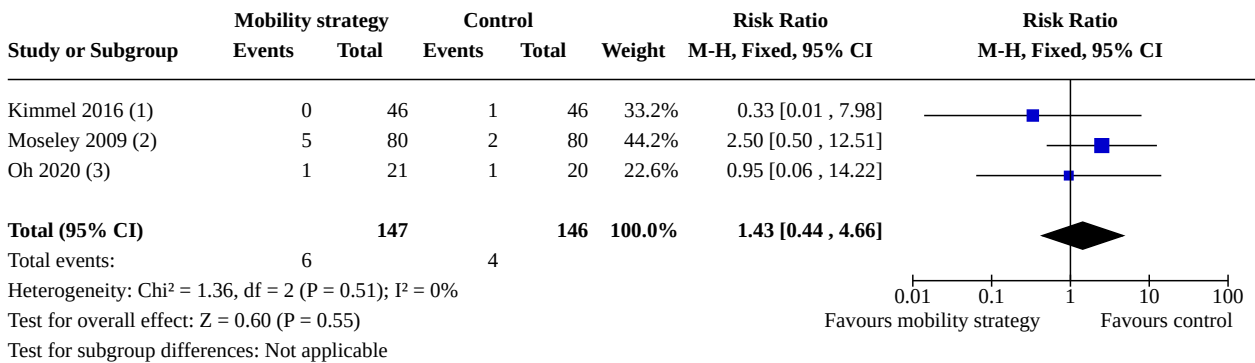 Mobility strategy Control Risk Ratio Risk Ratio
Study or Subgroup Events Total Events Total Weight M-H, Fixed, 95% CI M-H, Fixed, 95% CI
Kimmel 2016 (1) 0 46 1 46 33.2% 0.33 [0.01 , 7.98]
Moseley 2009 (2) 5 80 2 80 44.2% 2.50 [0.50 , 12.51]
Oh 2020 (3) 1 21 1 20 22.6% 0.95 [0.06 , 14.22]
Total (95% CI) 147 146 100.0% 1.43 [0.44 , 4.66]
Total events: 6 4
Heterogeneity: Chi² = 1.36, df = 2 (P = 0.51); I² = 0%
0.01 0.1 1 10 100
Test for overall effect: Z = 0.60 (P = 0.55) Favours mobility strategy Favours control
Test for subgroup differences: Not applicable